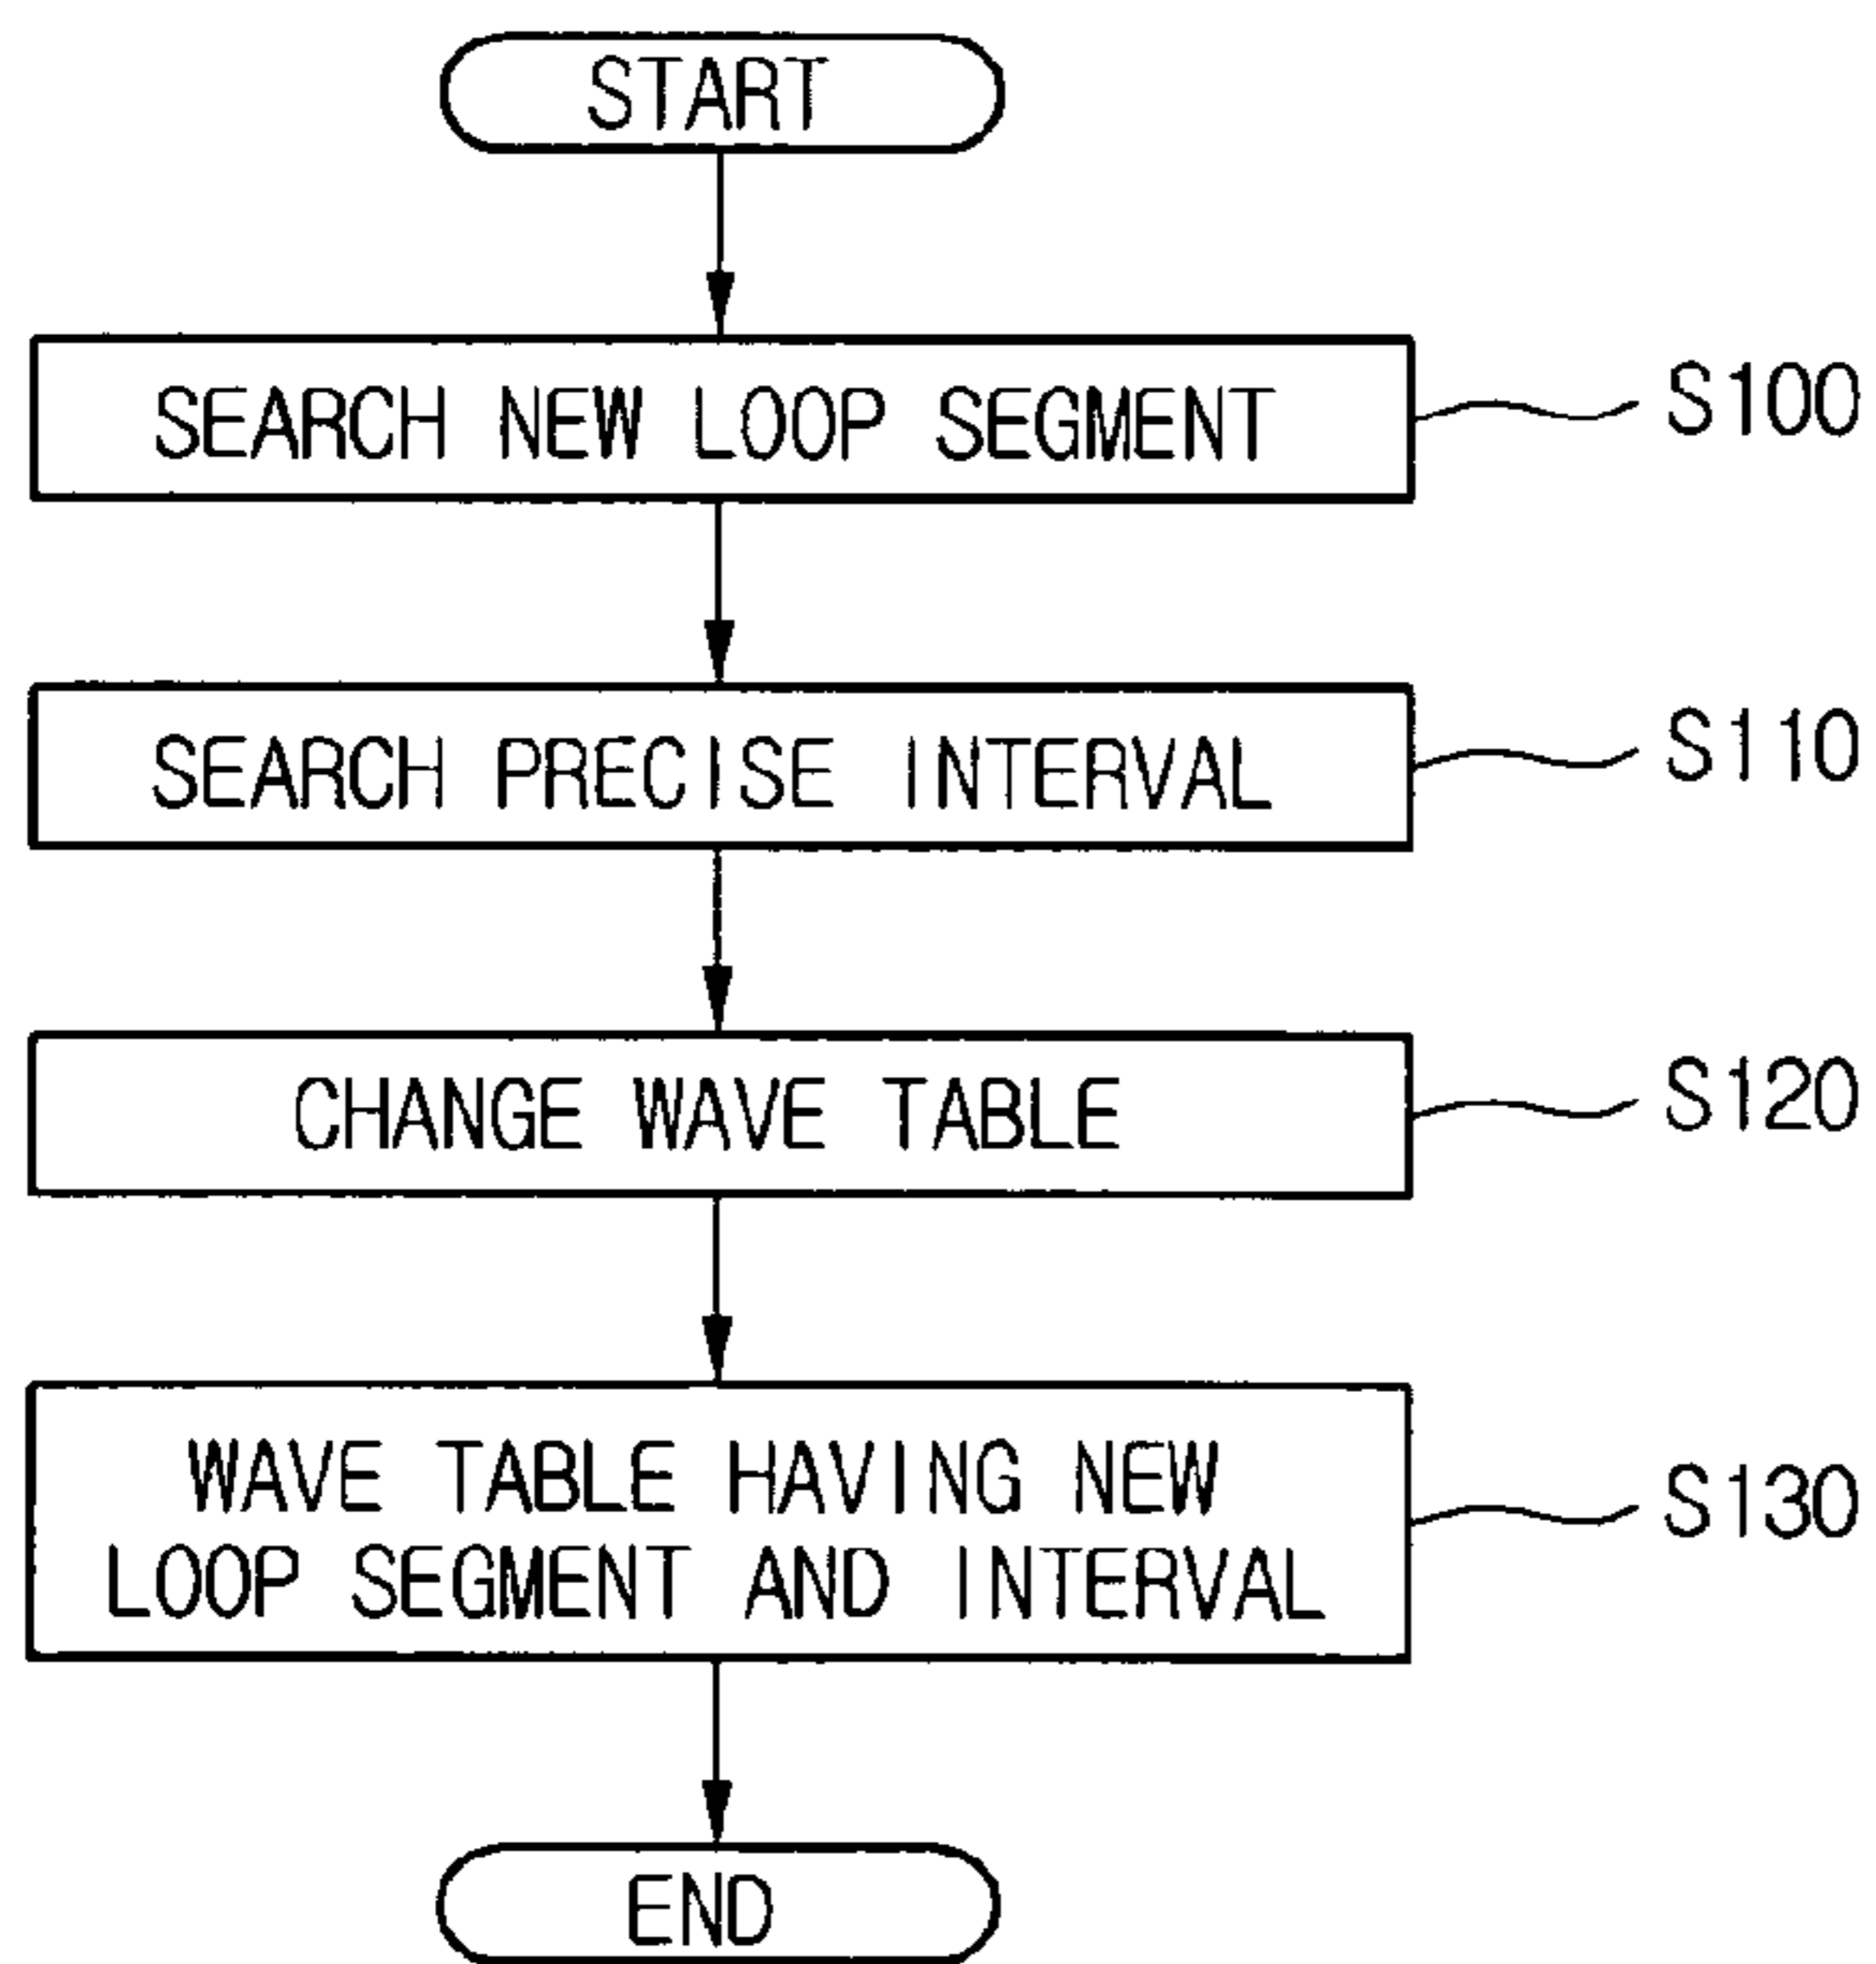 START
SEARCH NEW LOOP SEGMENT
S100
SEARCH PRECISE INTERVAL
S110
CHANGE WAVE TABLE
S120
WAVE TABLE HAVING NEW
LOOP SEGMENT AND INTERVAL
S130
END